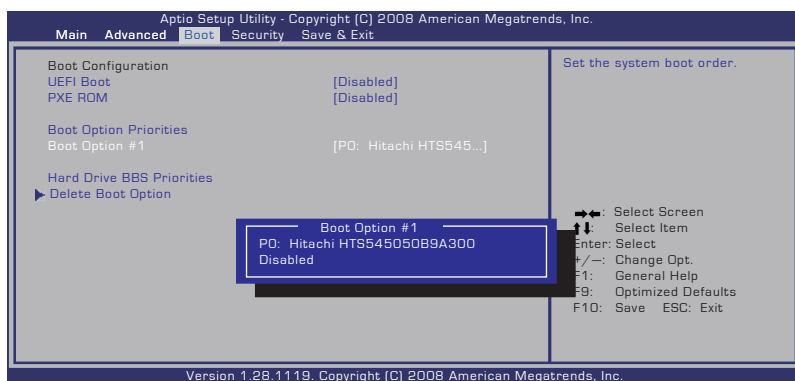 Aptio Setup Utility - Copyright (C) 2008 American Megatrends, Inc.
Main Advanced Boot Security Save & Exit
Boot Configuration
UEFI Boot [Disabled]
PXE ROM [Disabled]
Boot Option Priorities
Boot Option #1 [P0: Hitachi HTS545...]
Hard Drive BBS Priorities
Delete Boot Option
Boot Option #1
P0: Hitachi HTS545050B9A300
Disabled
Set the system boot order.
→←: Select Screen
↑↓: Select Item
Enter: Select
+/—: Change Opt.
F1: General Help
F9: Optimized Defaults
F10: Save ESC: Exit
Version 1.28.1119. Copyright (C) 2008 American Megatrends, Inc.